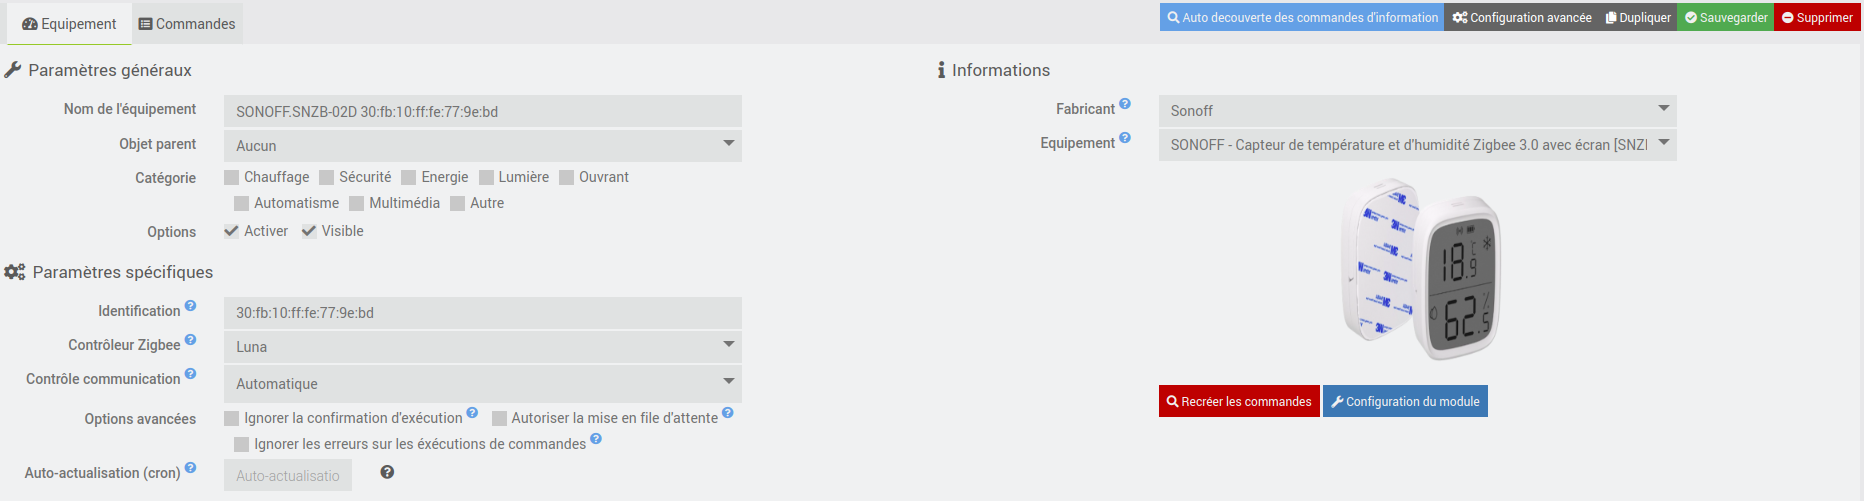 Equipement
Commandes
Auto decouverte des commandes d'information
Configuration avancée
Dupliquer
Sauvegarder
Supprimer
Paramètres généraux
Nom de l'équipement
SONOFF.SNZB-02D 30:fb:10:ff:fe:77:9e:bd
Objet parent
Aucun
Catégorie
Chauffage
Sécurité
Energie
Lumière
Ouvrant
Automatisme
Multimédia
Autre
Options
Activer
Visible
Paramètres spécifiques
Identification
30:fb:10:ff:fe:77:9e:bd
Contrôleur Zigbee
Luna
Contrôle communication
Automatique
Options avancées
Ignorer la confirmation d'exécution
Autoriser la mise en file d'attente
Ignorer les erreurs sur les éxécutions de commandes
Auto-actualisation (cron)
Auto-actualisatio
Informations
Fabricant
Sonoff
Equipement
SONOFF - Capteur de température et d'humidité Zigbee 3.0 avec écran [SNZI
18.9 °C
62.5 %
Recréer les commandes
Configuration du module